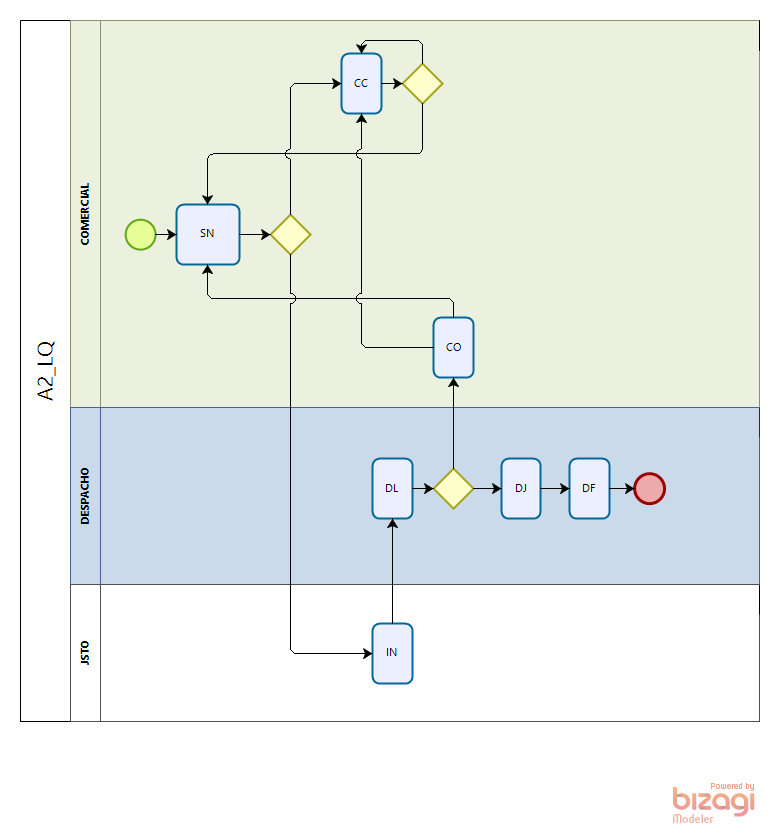 A2_LQ
COMERCIAL
CC
SN
CO
DESPACHO
DL
DJ
DF
JSTO
IN
Powered by
bizagi
Modeler